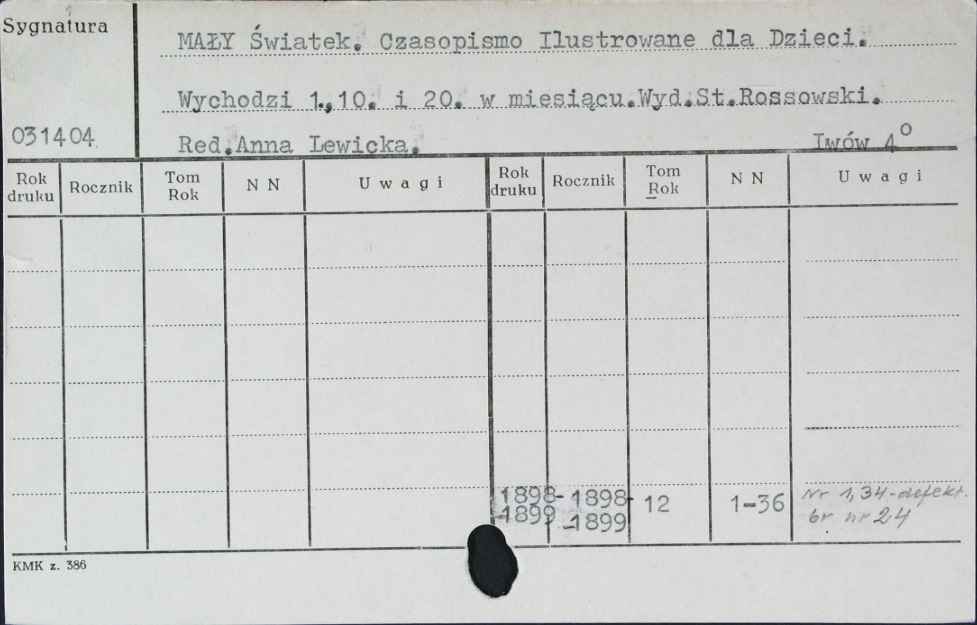 Sygnatura
MAŁY Światek. Czasopismo Ilustrowane dla Dzieci.
Wychodzi 1.,10. i 20. w miesiącu.Wyd.St.Rossowski.
031404
Red.Anna Lewicka. Lwów 4°
Rok druku Rocznik Tom Rok N N Uwagi Rok druku Rocznik Tom Rok N N Uwagi
1898- 1898- 12 1-36 Nr 1,34-defekt.
-1899 -1899 br nr 24
KMK z. 386